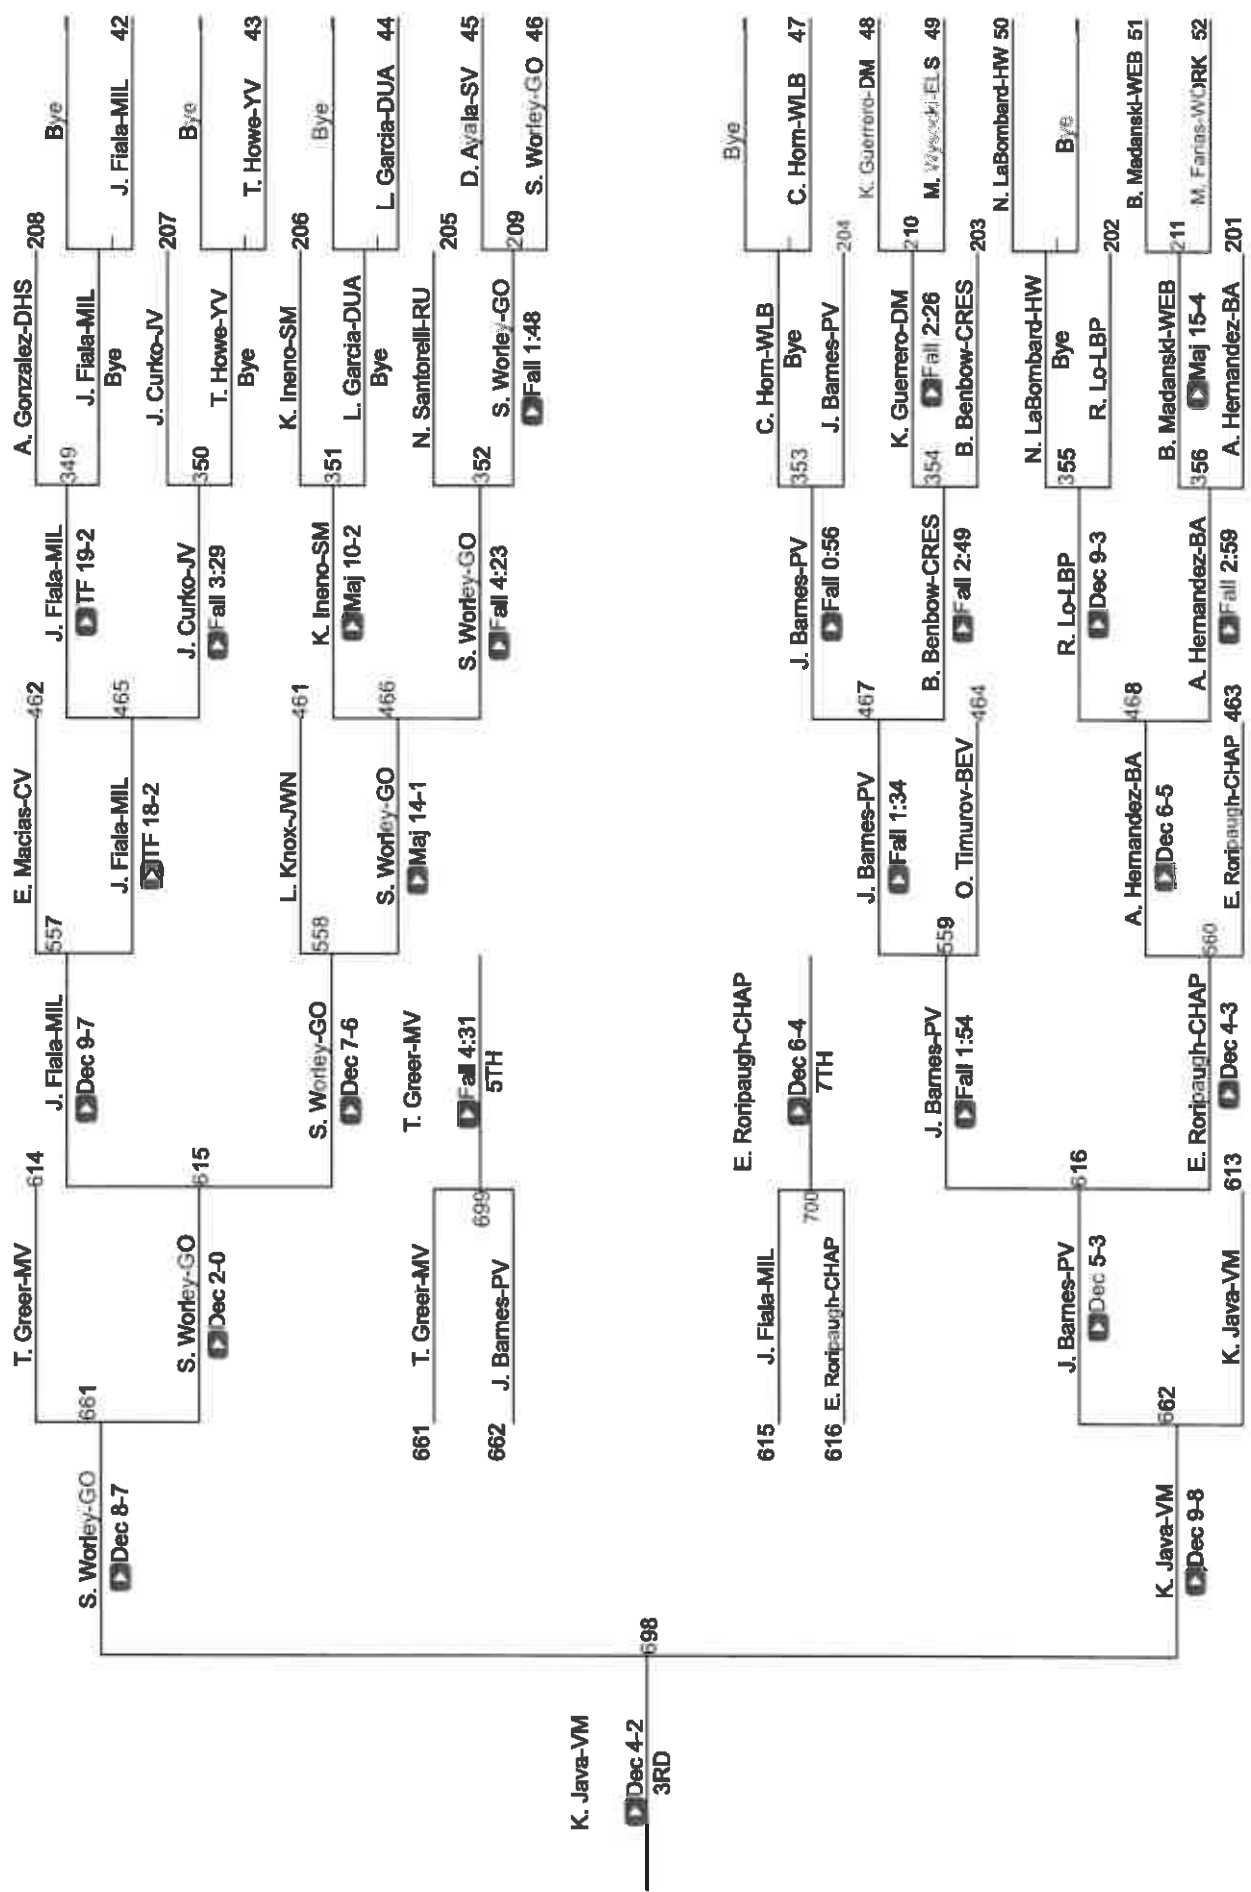 Bye
J. Fiala-MIL 42
Bye
T. Howe-YV 43
Bye
L. Garcia-DUA 44
D. Ayala-SV 45
S. Worley-GO 46
Bye
C. Horn-WLB 47
K. Guerrero-DM 48
M. Wysocki-ELS 49
N. LaBombard-HW 50
Bye
B. Madanski-WEB 51
M. Farias-WORK 52
A. Gonzalez-DHS 208
J. Fiala-MIL
Bye
J. Curko-JV 207
T. Howe-YV
Bye
K. Ineno-SM 206
L. Garcia-DUA
Bye
N. Santorelli-RU 205
209
S. Worley-GO
Fall 1:48
C. Horn-WLB
Bye
J. Barnes-PV 204
210
K. Guerrero-DM
Fall 2:26
B. Benbow-CRES 203
N. LaBombard-HW
Bye
R. Lo-LBP 202
211
B. Madanski-WEB
Maj 15-4
A. Hernandez-BA 201
349
J. Fiala-MIL
TF 19-2
350
J. Curko-JV
Fall 3:29
351
K. Ineno-SM
Maj 10-2
352
S. Worley-GO
Fall 4:23
353
J. Barnes-PV
Fall 0:56
354
B. Benbow-CRES
Fall 2:49
355
R. Lo-LBP
Dec 9-3
356
A. Hernandez-BA
Fall 2:59
E. Macias-CV 462
465
J. Fiala-MIL
TF 18-2
L. Knox-JWN 461
466
S. Worley-GO
Maj 14-1
467
J. Barnes-PV
Fall 1:34
O. Timurov-BEV 464
468
A. Hernandez-BA
Dec 6-5
E. Roripaugh-CHAP 463
557
J. Fiala-MIL
Dec 9-7
558
S. Worley-GO
Dec 7-6
559
J. Barnes-PV
Fall 1:54
560
E. Roripaugh-CHAP
Dec 4-3
T. Greer-MV
Fall 4:31
5TH
E. Roripaugh-CHAP
Dec 6-4
7TH
T. Greer-MV 614
615
S. Worley-GO
Dec 2-0
661 T. Greer-MV
699
662 J. Barnes-PV
615 J. Fiala-MIL
700
616 E. Roripaugh-CHAP
616
J. Barnes-PV
Dec 5-3
K. Java-VM 613
661
S. Worley-GO
Dec 8-7
662
K. Java-VM
Dec 9-8
698
K. Java-VM
Dec 4-2
3RD